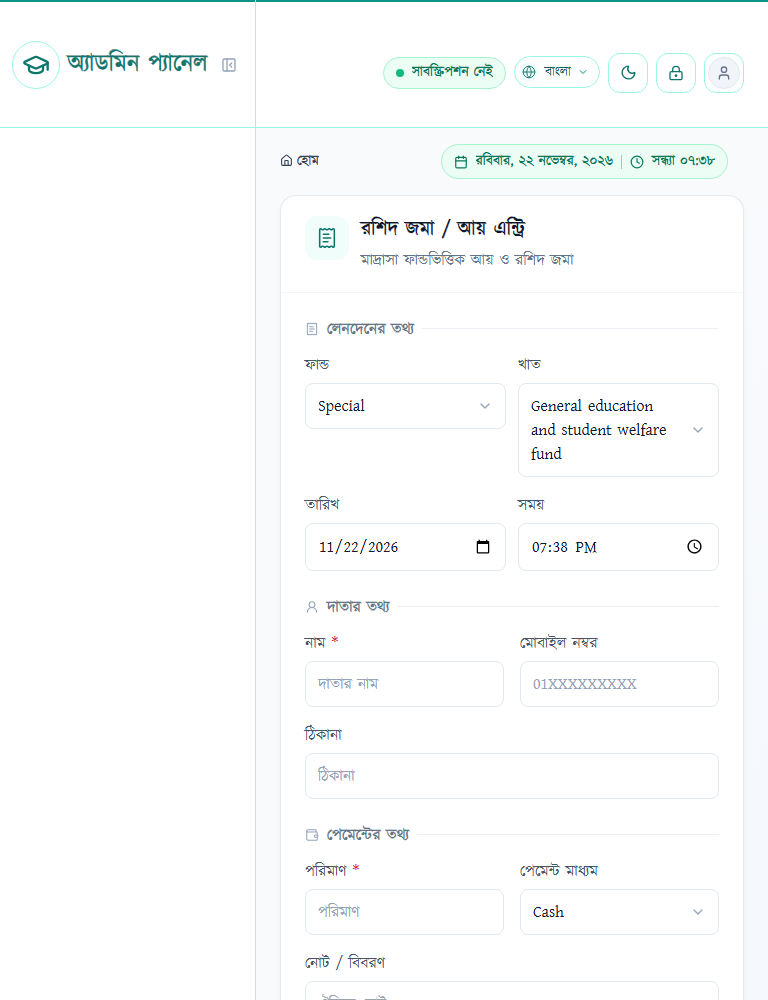 অ্যাডমিন প্যানেল
সাবস্ক্রিপশন নেই
বাংলা
হোম
রবিবার, ২২ নভেম্বর, ২০২৬ | সন্ধ্যা ০৭:৩৮
রশিদ জমা / আয় এন্ট্রি
মাদ্রাসা ফান্ডভিত্তিক আয় ও রশিদ জমা
লেনদেনের তথ্য
ফান্ড
খাত
Special
General education
and student welfare
fund
তারিখ
সময়
11/22/2026
07:38 PM
দাতার তথ্য
নাম *
মোবাইল নম্বর
দাতার নাম
01XXXXXXXXX
ঠিকানা
ঠিকানা
পেমেন্টের তথ্য
পরিমাণ *
পেমেন্ট মাধ্যম
পরিমাণ
Cash
নোট / বিবরণ